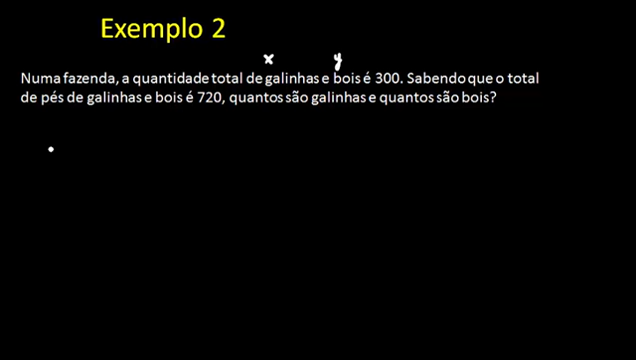 Exemplo 2
x y
Numa fazenda, a quantidade total de galinhas e bois é 300. Sabendo que o total
de pés de galinhas e bois é 720, quantos são galinhas e quantos são bois?